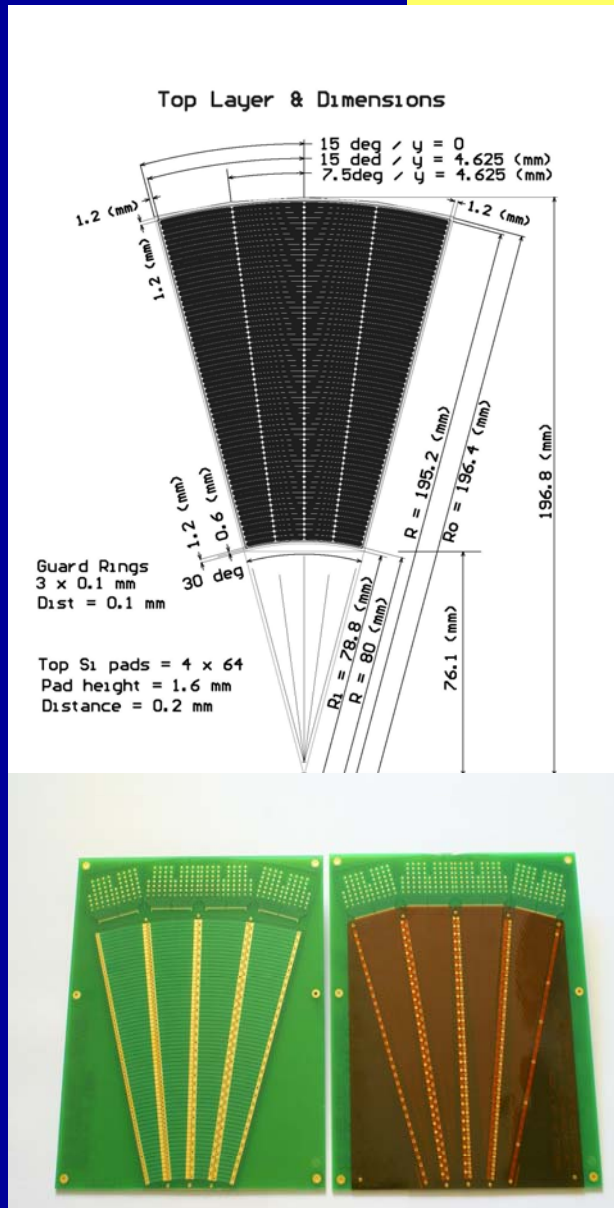 Top Layer & Dimensions
15 deg / y = 0
15 ded / y = 4.625 (mm)
7.5deg / y = 4.625 (mm)
1.2 (mm)
1.2 (mm)
1.2 (mm)
R = 195.2 (mm)
Ro = 196.4 (mm)
196.8 (mm)
1.2 (mm)
0.6 (mm)
30 deg
Guard Rings
3 x 0.1 mm
Dist = 0.1 mm
Ri = 78.8 (mm)
R = 80 (mm)
76.1 (mm)
Top Si pads = 4 x 64
Pad height = 1.6 mm
Distance = 0.2 mm